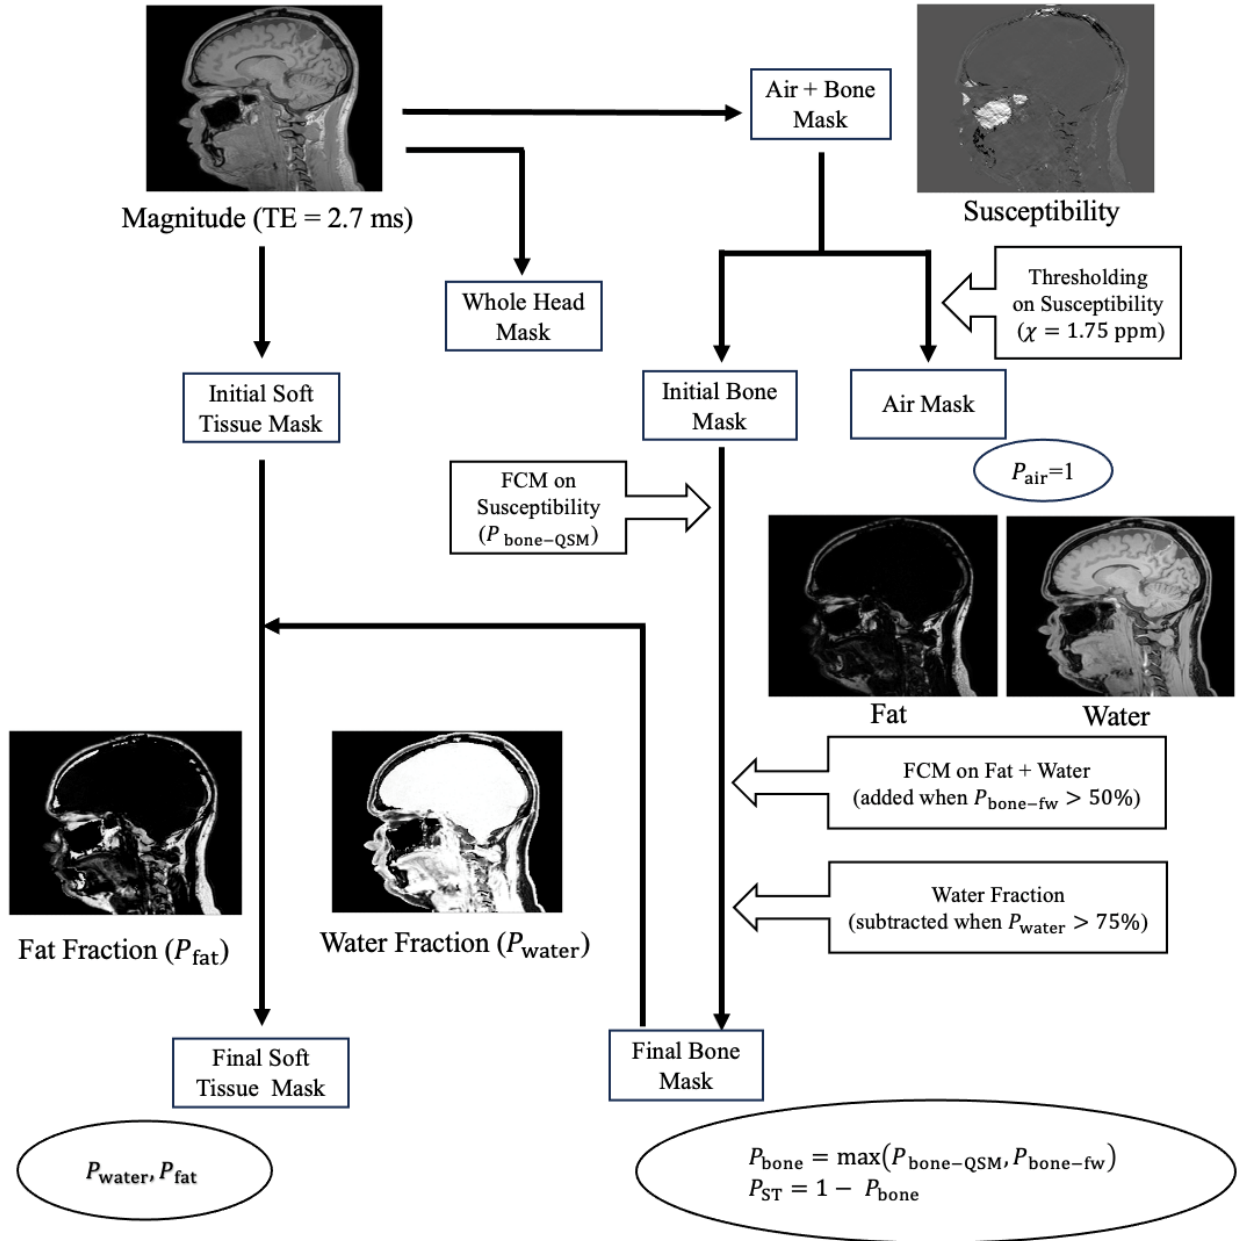 Magnitude (TE = 2.7 ms)
Air + Bone
Mask
Susceptibility
Whole Head
Mask
Thresholding
on Susceptibility
(χ = 1.75 ppm)
Initial Soft
Tissue Mask
Initial Bone
Mask
Air Mask
P_air=1
FCM on
Susceptibility
(P_bone−QSM)
Fat
Water
FCM on Fat + Water
(added when P_bone−fw > 50%)
Water Fraction
(subtracted when P_water > 75%)
Fat Fraction (P_fat)
Water Fraction (P_water)
Final Soft
Tissue Mask
Final Bone
Mask
P_water, P_fat
P_bone = max(P_bone−QSM, P_bone−fw)
P_ST = 1 − P_bone